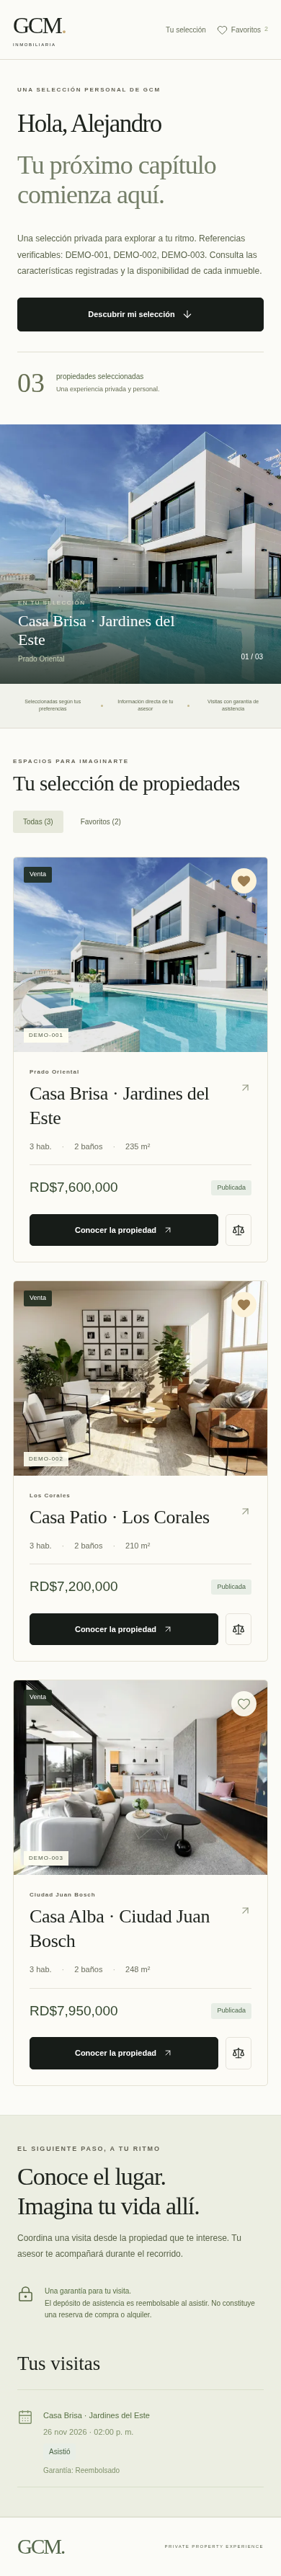 GCM.
INMOBILIARIA
Tu selección
Favoritos 2
UNA SELECCIÓN PERSONAL DE GCM
Hola, Alejandro
Tu próximo capítulo
comienza aquí.
Una selección privada para explorar a tu ritmo. Referencias
verificables: DEMO-001, DEMO-002, DEMO-003. Consulta las
características registradas y la disponibilidad de cada inmueble.
Descubrir mi selección
03
propiedades seleccionadas
Una experiencia privada y personal.
EN TU SELECCIÓN
Casa Brisa · Jardines del
Este
Prado Oriental
01 / 03
Seleccionadas según tus
preferencias
Información directa de tu
asesor
Visitas con garantía de
asistencia
ESPACIOS PARA IMAGINARTE
Tu selección de propiedades
Todas (3)
Favoritos (2)
Venta
DEMO-001
Prado Oriental
Casa Brisa · Jardines del
Este
3 hab. · 2 baños · 235 m²
RD$7,600,000
Publicada
Conocer la propiedad
Venta
DEMO-002
Los Corales
Casa Patio · Los Corales
3 hab. · 2 baños · 210 m²
RD$7,200,000
Publicada
Conocer la propiedad
Venta
DEMO-003
Ciudad Juan Bosch
Casa Alba · Ciudad Juan
Bosch
3 hab. · 2 baños · 248 m²
RD$7,950,000
Publicada
Conocer la propiedad
EL SIGUIENTE PASO, A TU RITMO
Conoce el lugar.
Imagina tu vida allí.
Coordina una visita desde la propiedad que te interese. Tu
asesor te acompañará durante el recorrido.
Una garantía para tu visita.
El depósito de asistencia es reembolsable al asistir. No constituye
una reserva de compra o alquiler.
Tus visitas
Casa Brisa · Jardines del Este
26 nov 2026 · 02:00 p. m.
Asistió
Garantía: Reembolsado
GCM.
PRIVATE PROPERTY EXPERIENCE